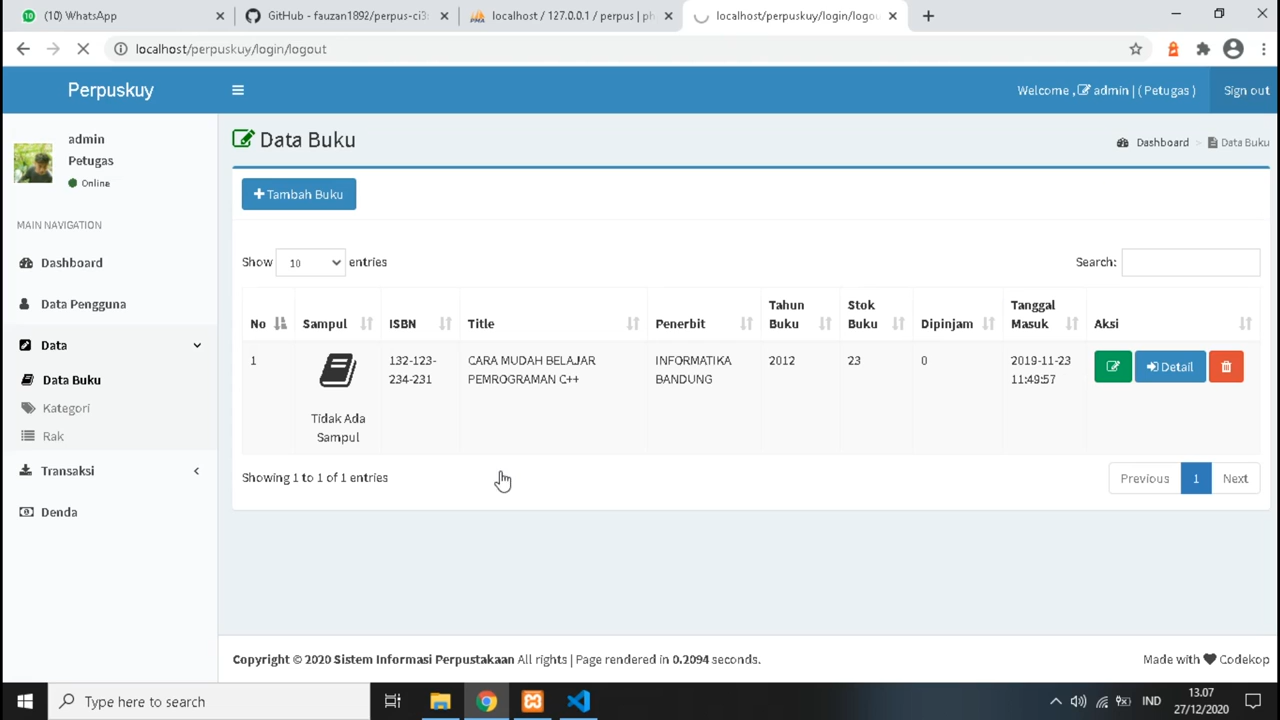 (10) WhatsApp
GitHub - fauzan1892/perpus-ci3:
localhost / 127.0.0.1 / perpus | ph
localhost/perpuskuy/login/logou
localhost/perpuskuy/login/logout
Perpuskuy
Welcome , admin | ( Petugas )
Sign out
admin
Petugas
Online
MAIN NAVIGATION
Dashboard
Data Pengguna
Data
Data Buku
Kategori
Rak
Transaksi
Denda
Data Buku
Dashboard > Data Buku
+ Tambah Buku
Show 10 entries
Search:
No Sampul ISBN Title Penerbit Tahun Buku Stok Buku Dipinjam Tanggal Masuk Aksi
1
Tidak Ada
Sampul
132-123-
234-231
CARA MUDAH BELAJAR
PEMROGRAMAN C++
INFORMATIKA
BANDUNG
2012
23
0
2019-11-23
11:49:57
Detail
Showing 1 to 1 of 1 entries
Previous 1 Next
Copyright © 2020 Sistem Informasi Perpustakaan All rights | Page rendered in 0.2094 seconds.
Made with ♥ Codekop
Type here to search
IND
13.07
27/12/2020